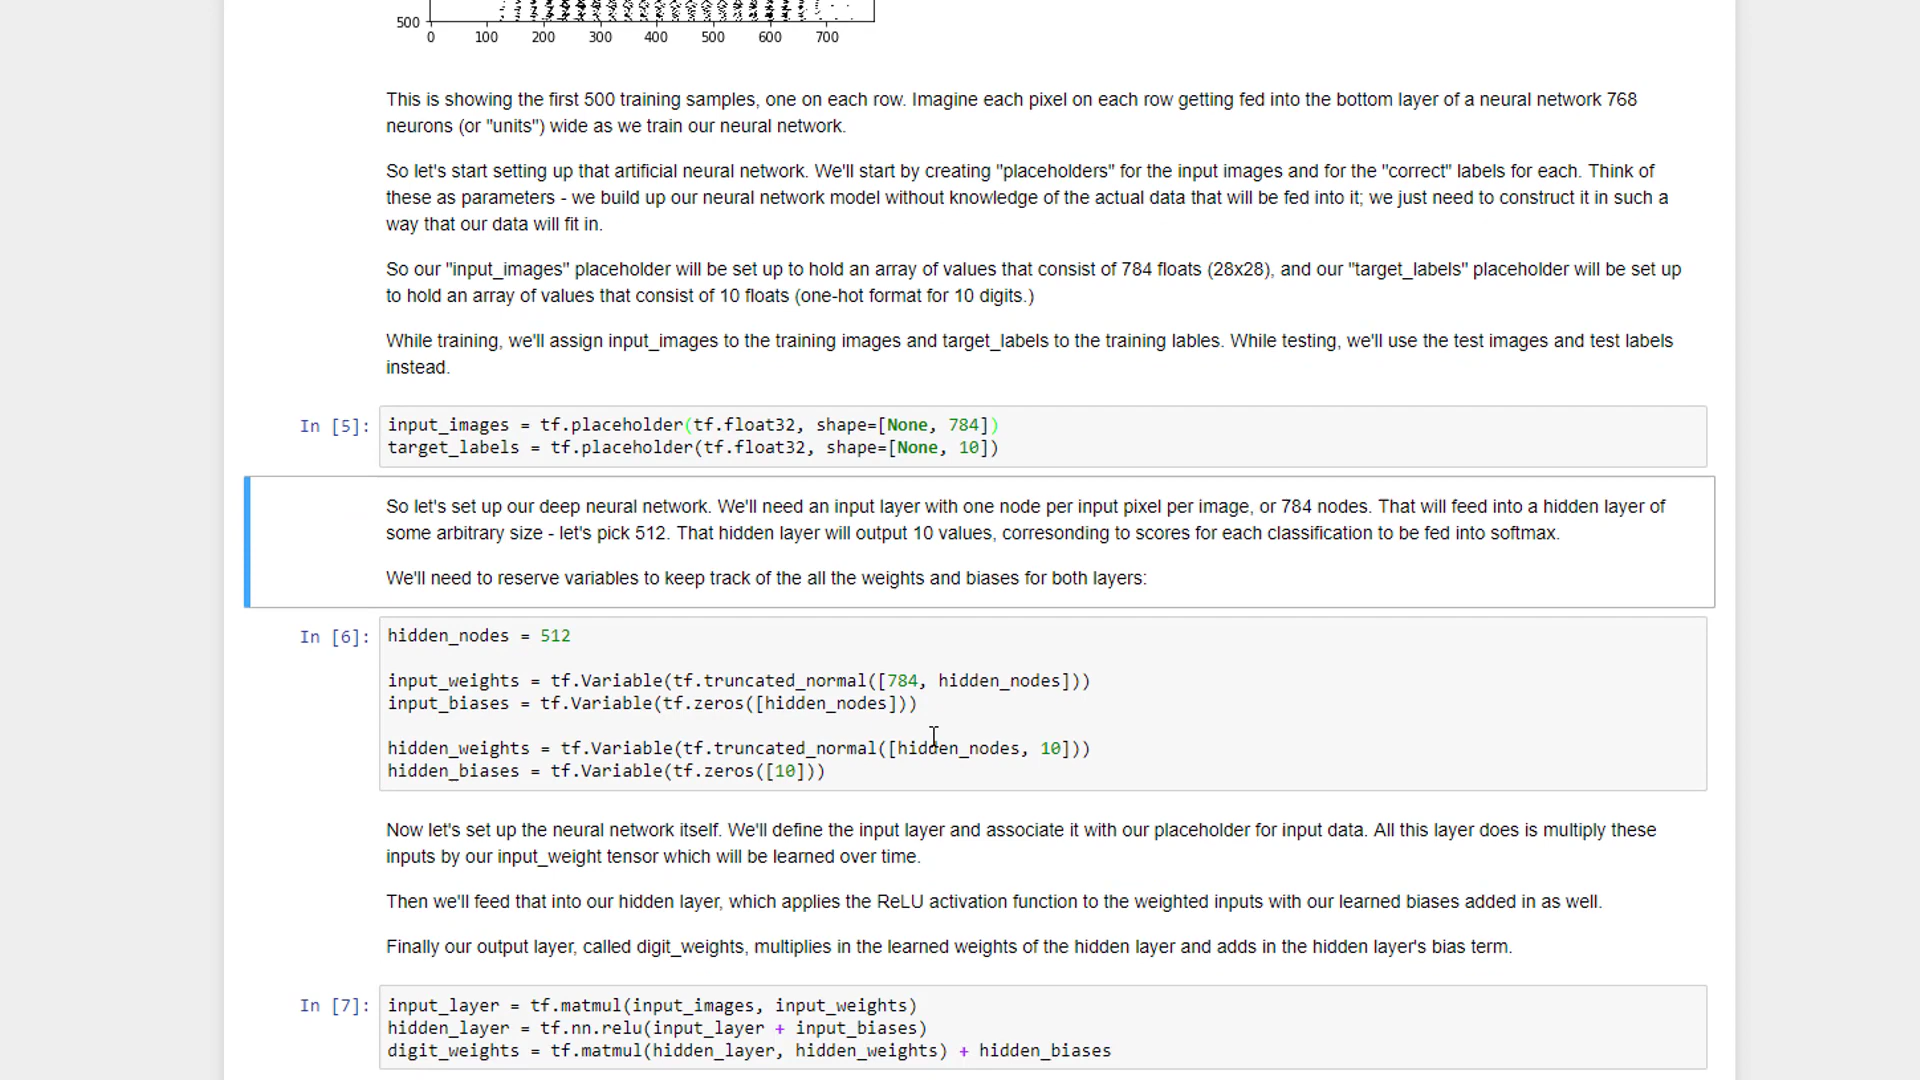 500
0 100 200 300 400 500 600 700
This is showing the first 500 training samples, one on each row. Imagine each pixel on each row getting fed into the bottom layer of a neural network 768
neurons (or "units") wide as we train our neural network.
So let's start setting up that artificial neural network. We'll start by creating "placeholders" for the input images and for the "correct" labels for each. Think of
these as parameters - we build up our neural network model without knowledge of the actual data that will be fed into it; we just need to construct it in such a
way that our data will fit in.
So our "input_images" placeholder will be set up to hold an array of values that consist of 784 floats (28x28), and our "target_labels" placeholder will be set up
to hold an array of values that consist of 10 floats (one-hot format for 10 digits.)
While training, we'll assign input_images to the training images and target_labels to the training lables. While testing, we'll use the test images and test labels
instead.
In [5]: input_images = tf.placeholder(tf.float32, shape=[None, 784])
target_labels = tf.placeholder(tf.float32, shape=[None, 10])
So let's set up our deep neural network. We'll need an input layer with one node per input pixel per image, or 784 nodes. That will feed into a hidden layer of
some arbitrary size - let's pick 512. That hidden layer will output 10 values, corresonding to scores for each classification to be fed into softmax.
We'll need to reserve variables to keep track of the all the weights and biases for both layers:
In [6]: hidden_nodes = 512
input_weights = tf.Variable(tf.truncated_normal([784, hidden_nodes]))
input_biases = tf.Variable(tf.zeros([hidden_nodes]))
hidden_weights = tf.Variable(tf.truncated_normal([hidden_nodes, 10]))
hidden_biases = tf.Variable(tf.zeros([10]))
Now let's set up the neural network itself. We'll define the input layer and associate it with our placeholder for input data. All this layer does is multiply these
inputs by our input_weight tensor which will be learned over time.
Then we'll feed that into our hidden layer, which applies the ReLU activation function to the weighted inputs with our learned biases added in as well.
Finally our output layer, called digit_weights, multiplies in the learned weights of the hidden layer and adds in the hidden layer's bias term.
In [7]: input_layer = tf.matmul(input_images, input_weights)
hidden_layer = tf.nn.relu(input_layer + input_biases)
digit_weights = tf.matmul(hidden_layer, hidden_weights) + hidden_biases